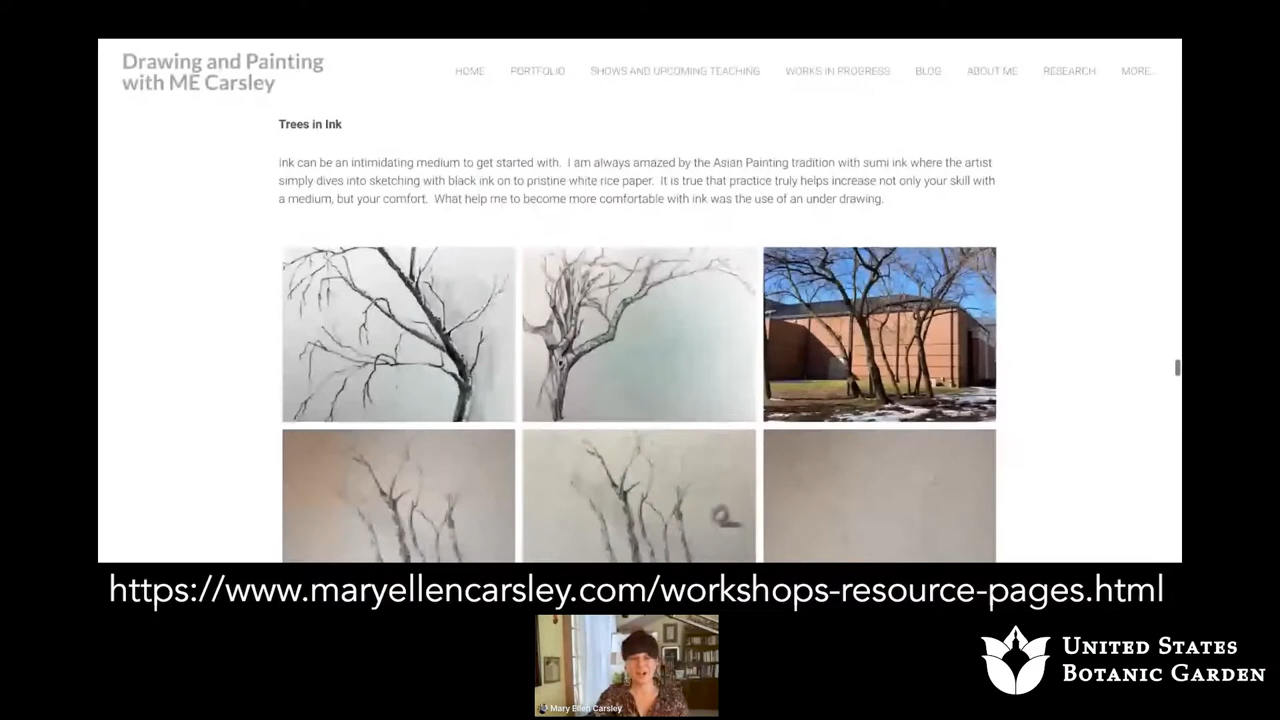 Drawing and Painting
with ME Carsley
HOME PORTFOLIO SHOWS AND UPCOMING TEACHING WORKS IN PROGRESS BLOG ABOUT ME RESEARCH MORE...
Trees in Ink
Ink can be an intimidating medium to get started with. I am always amazed by the Asian Painting tradition with sumi ink where the artist
simply dives into sketching with black ink on to pristine white rice paper. It is true that practice truly helps increase not only your skill with
a medium, but your comfort. What help me to become more comfortable with ink was the use of an under drawing.
https://www.maryellencarsley.com/workshops-resource-pages.html
Mary Ellen Carsley
UNITED STATES
BOTANIC GARDEN